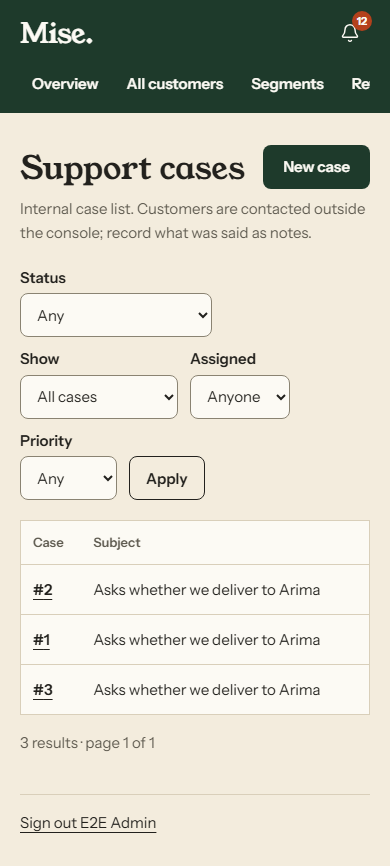 Mise.
12
Overview All customers Segments Re
Support cases
New case
Internal case list. Customers are contacted outside
the console; record what was said as notes.
Status
Any
Show Assigned
All cases Anyone
Priority
Any Apply
Case Subject
#2 Asks whether we deliver to Arima
#1 Asks whether we deliver to Arima
#3 Asks whether we deliver to Arima
3 results · page 1 of 1
Sign out E2E Admin